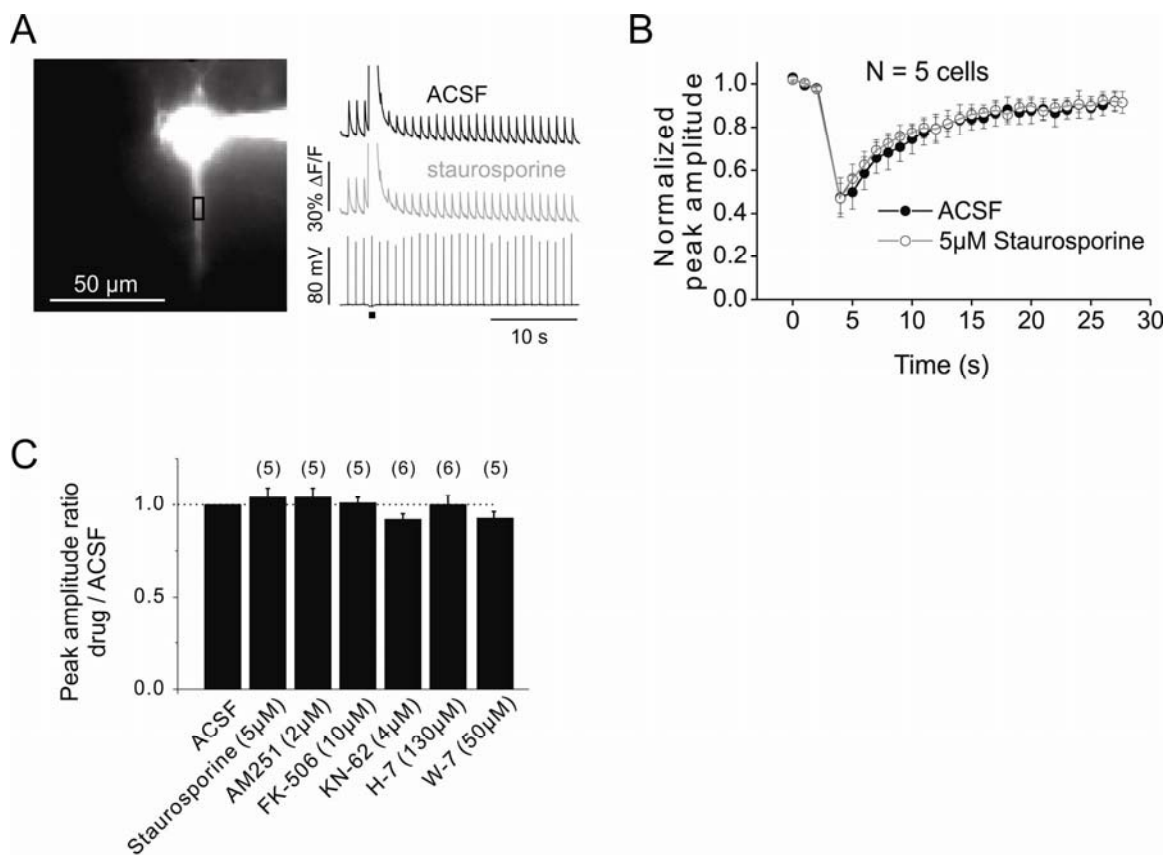 A
50 µm
ACSF
staurosporine
30% ΔF/F
80 mV
10 s
B
N = 5 cells
Normalized
peak amplitude
1.0
0.8
0.6
0.4
0.2
0.0
ACSF
5µM Staurosporine
0 5 10 15 20 25 30
Time (s)
C
Peak amplitude ratio
drug / ACSF
1.0
0.5
0.0
(5) (5) (5) (6) (6) (5)
ACSF
Staurosporine (5µM)
AM251 (2µM)
FK-506 (10µM)
KN-62 (4µM)
H-7 (130µM)
W-7 (50µM)